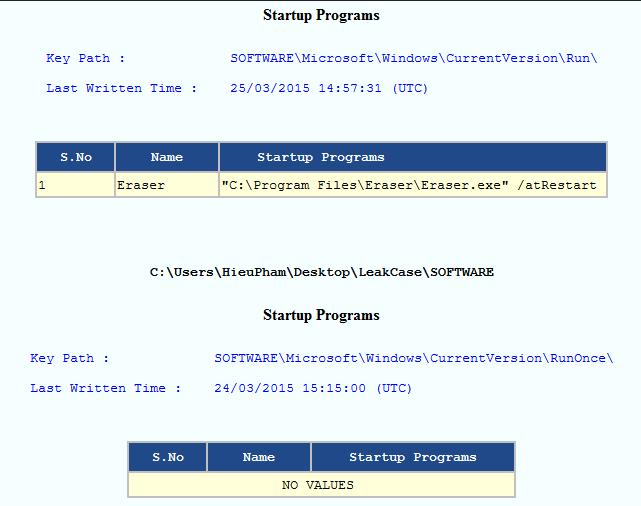 Startup Programs
Key Path : SOFTWARE\Microsoft\Windows\CurrentVersion\Run\
Last Written Time : 25/03/2015 14:57:31 (UTC)
S.No Name Startup Programs
1 Eraser "C:\Program Files\Eraser\Eraser.exe" /atRestart
C:\Users\HieuPham\Desktop\LeakCase\SOFTWARE
Startup Programs
Key Path : SOFTWARE\Microsoft\Windows\CurrentVersion\RunOnce\
Last Written Time : 24/03/2015 15:15:00 (UTC)
S.No Name Startup Programs
NO VALUES